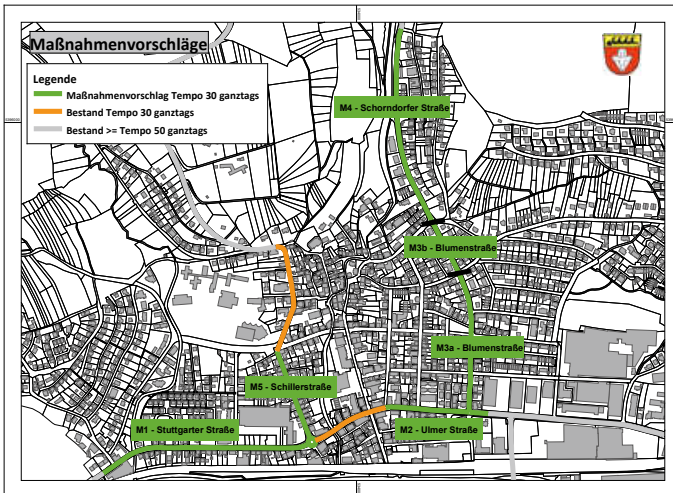 Maßnahmenvorschläge
Legende
Maßnahmenvorschlag Tempo 30 ganztags
Bestand Tempo 30 ganztags
Bestand >= Tempo 50 ganztags
M4 - Schorndorfer Straße
M3b - Blumenstraße
M3a - Blumenstraße
M5 - Schillerstraße
M1 - Stuttgarter Straße
M2 - Ulmer Straße